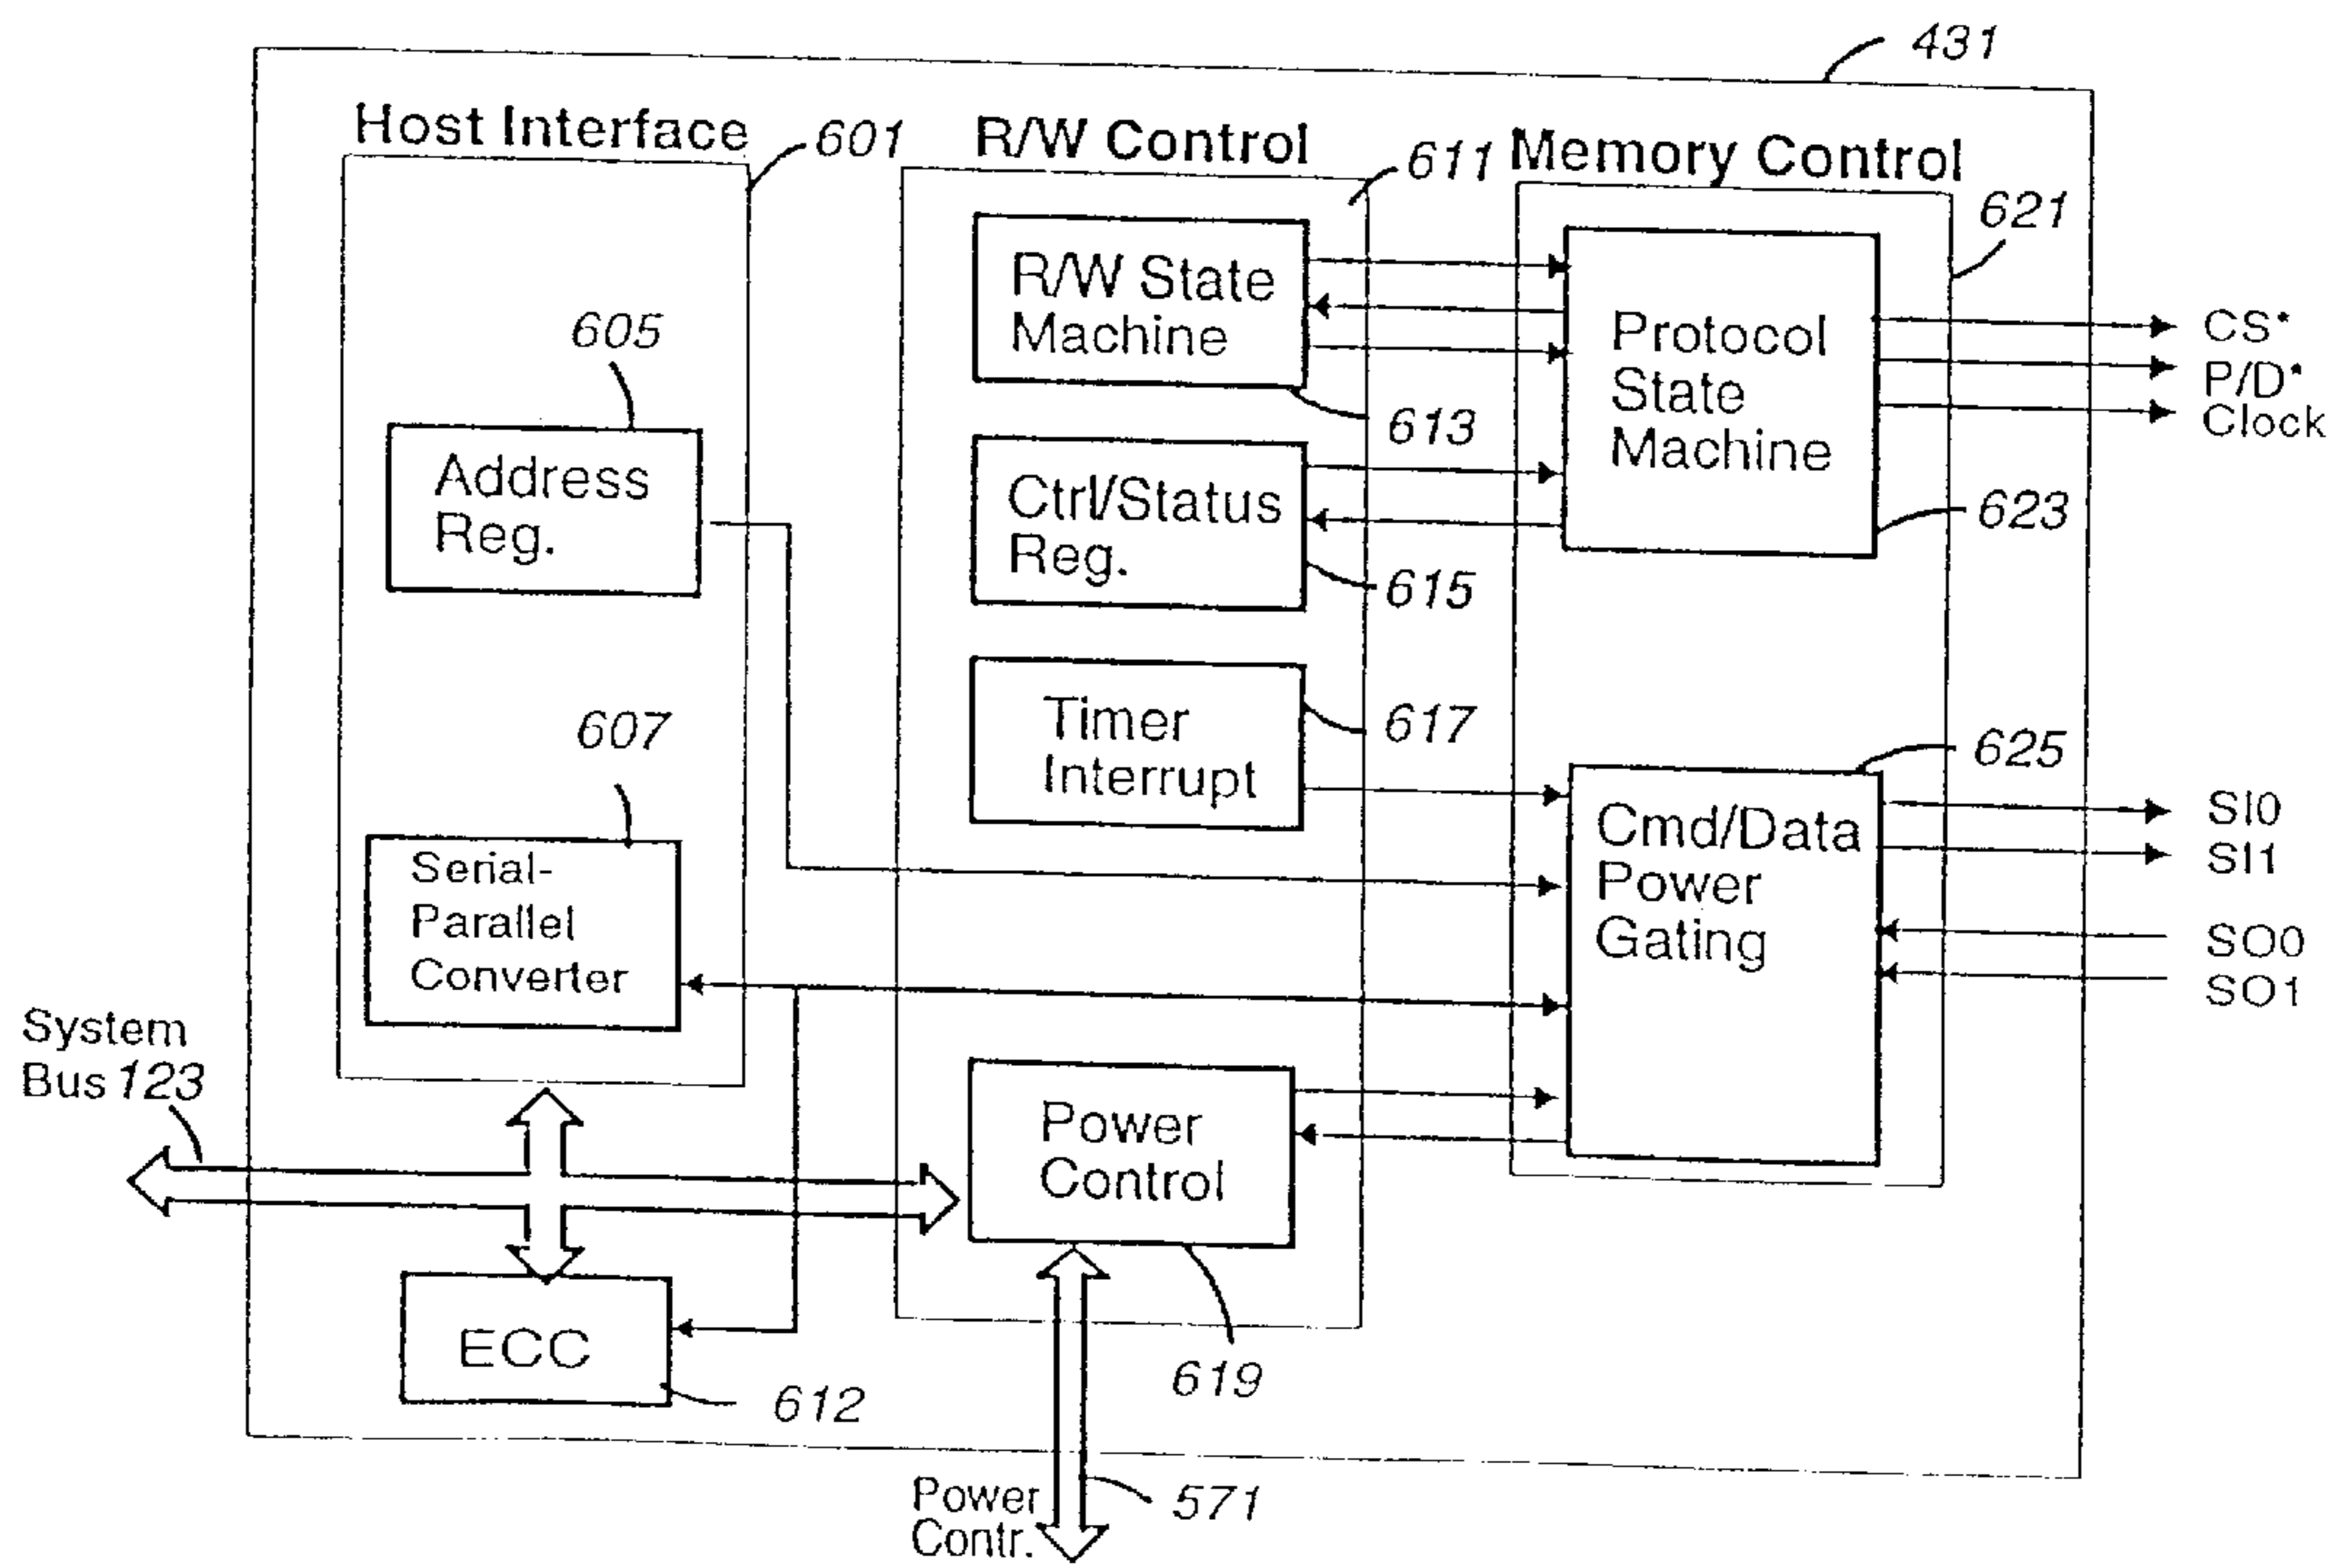 431
Host Interface
601
R/W Control
611
Memory Control
621
R/W State
Machine
613
Protocol
State
Machine
623
CS*
P/D*
Clock
605
Address
Reg.
Ctrl/Status
Reg.
615
Timer
Interrupt
617
607
Serial-
Parallel
Converter
625
Cmd/Data
Power
Gating
SI0
SI1
SO0
SO1
System
Bus 123
Power
Control
619
ECC
612
Power
Contr.
571